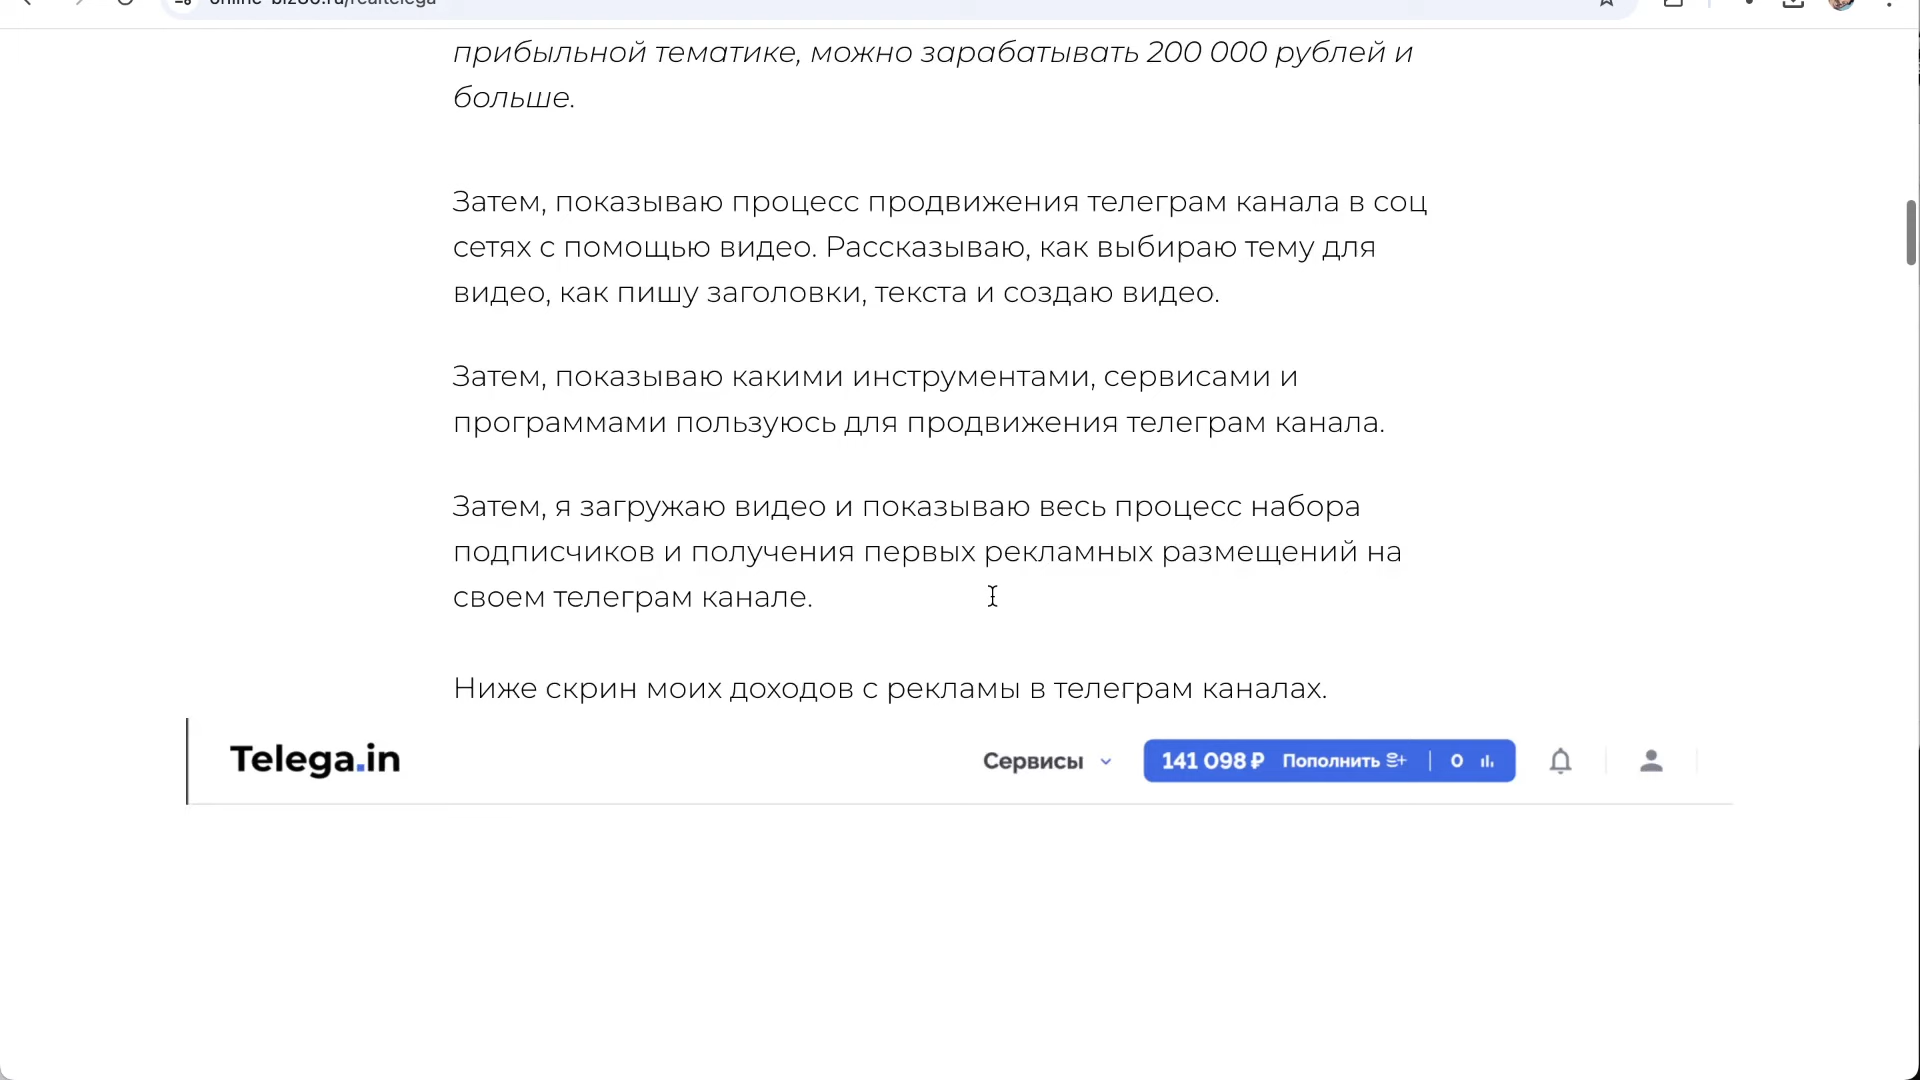 прибыльной тематике, можно зарабатывать 200 000 рублей и
больше.
Затем, показываю процесс продвижения телеграм канала в соц
сетях с помощью видео. Рассказываю, как выбираю тему для
видео, как пишу заголовки, текста и создаю видео.
Затем, показываю какими инструментами, сервисами и
программами пользуюсь для продвижения телеграм канала.
Затем, я загружаю видео и показываю весь процесс набора
подписчиков и получения первых рекламных размещений на
своем телеграм канале.
Ниже скрин моих доходов с рекламы в телеграм каналах.
Telega.in Сервисы 141 098 ₽ Пополнить 0